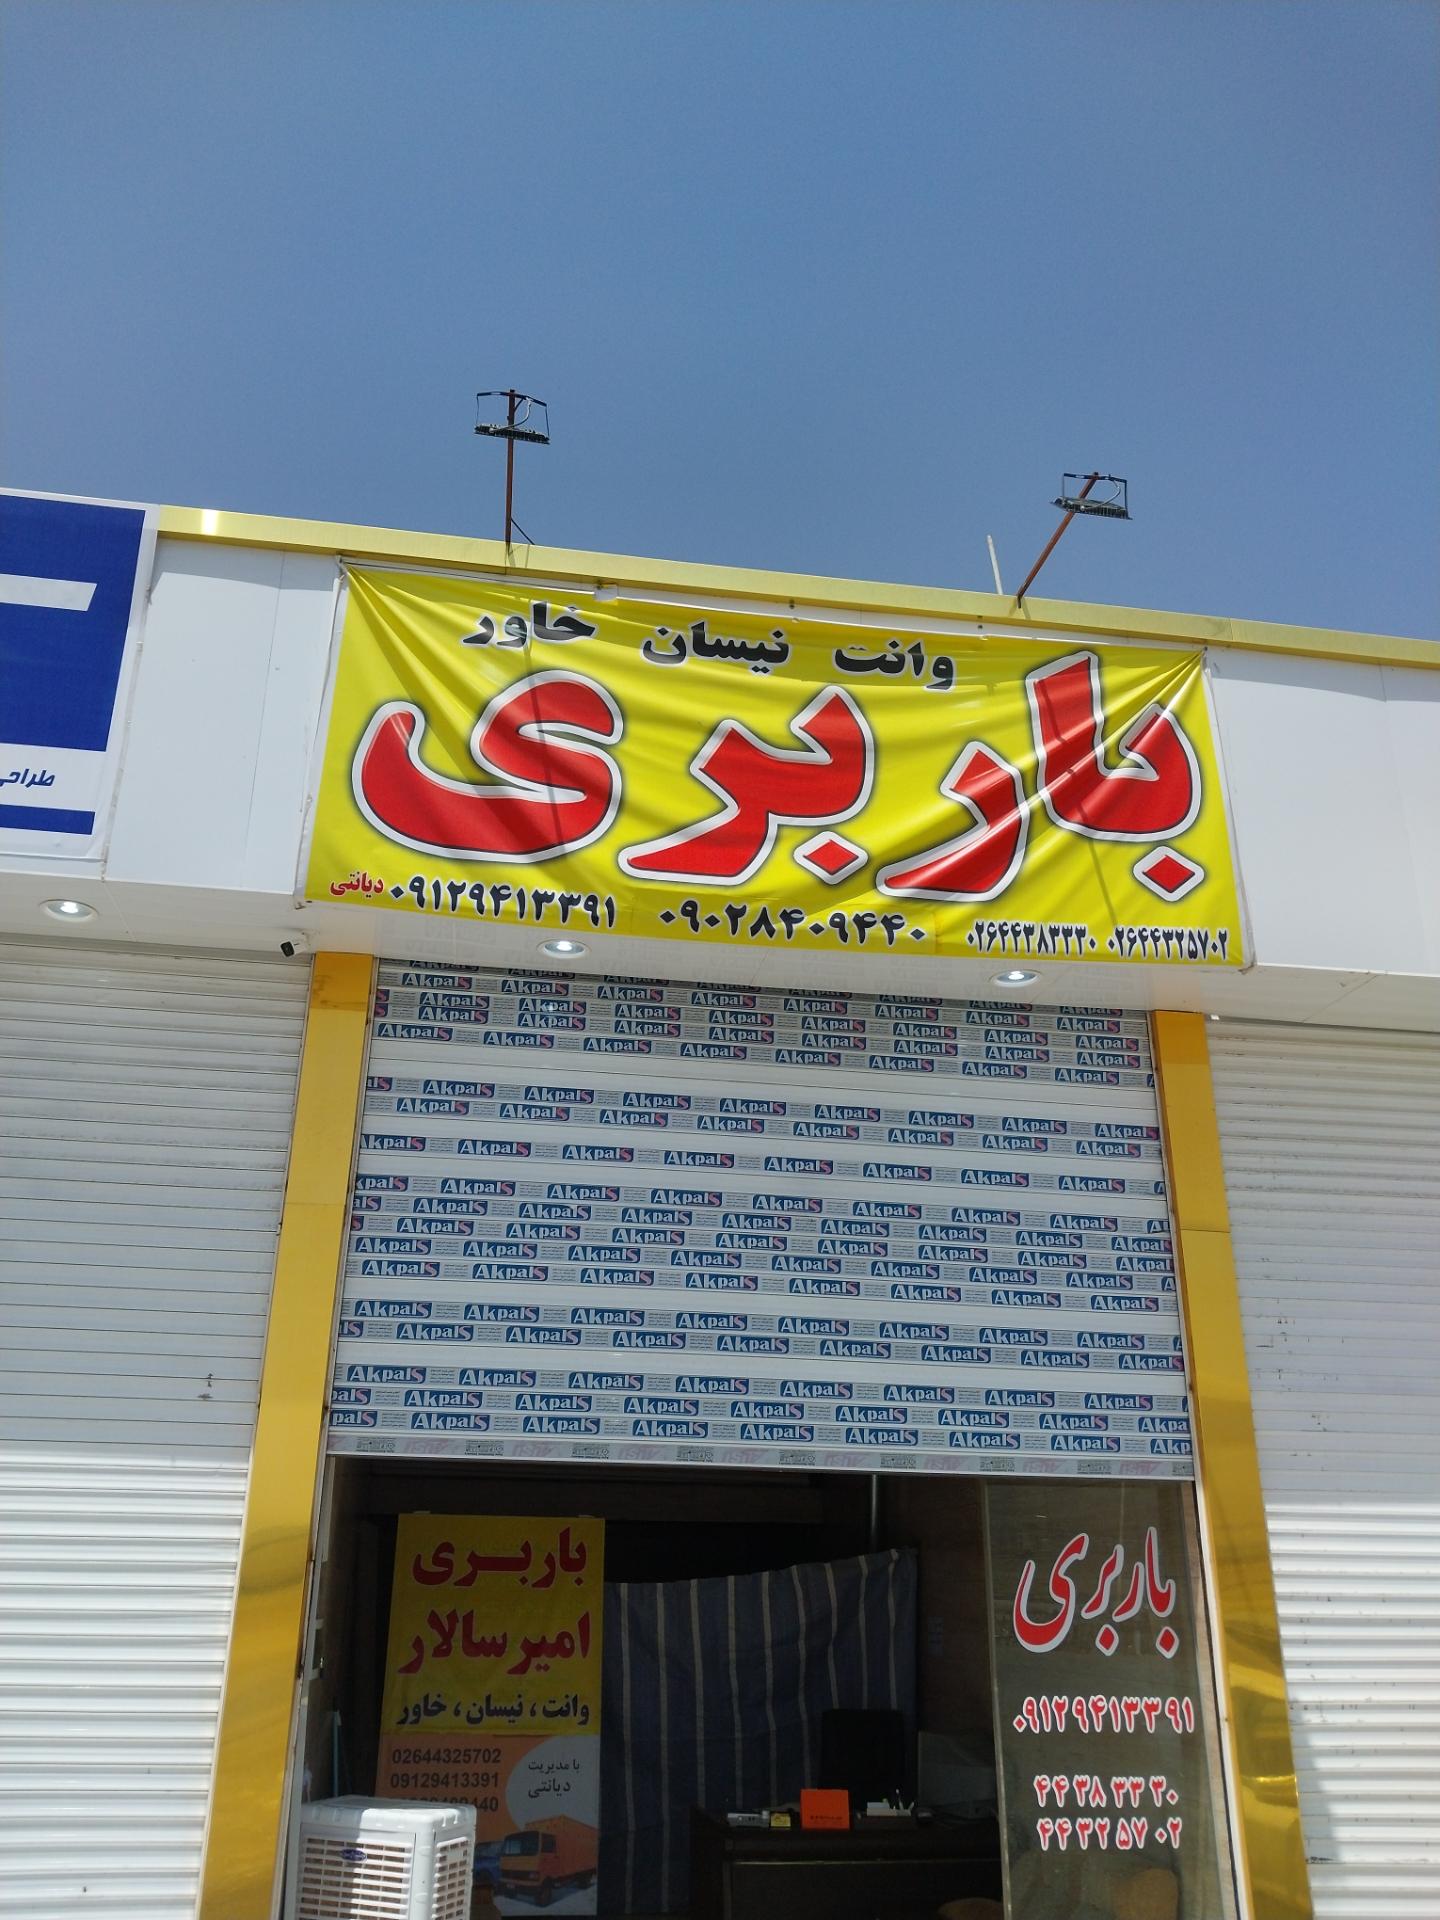 وانت نیسان خاور
باربری
دیانتی ۰۹۱۲۹۴۱۳۳۹۱ ۰۹۰۲۸۴۰۹۴۴۰ ۰۲۶۴۴۳۸۳۳۳۰ ۰۲۶۴۴۳۲۵۷۰۲
طراحی
Akpals
باربری
امیرسالار
وانت، نیسان، خاور
02644325702
09129413391
با مدیریت
دیانتی
باربری
۰۹۱۲۹۴۱۳۳۹۱
۴۴۳۸۳۳۳۰
۴۴۳۲۵۷۰۲